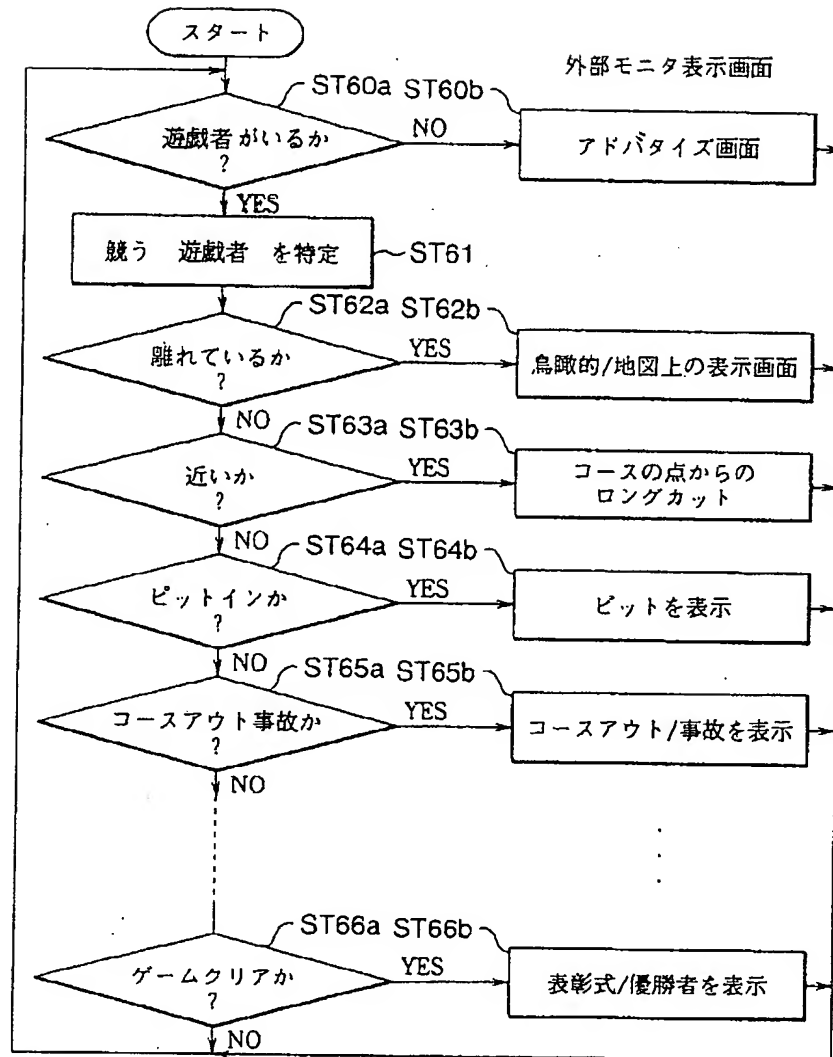 スタート
外部モニタ表示画面
ST60a ST60b
遊戯者がいるか
?
NO
アドバタイズ画面
YES
競う 遊戯者 を特定
ST61
ST62a ST62b
離れているか
?
YES
鳥瞰的/地図上の表示画面
NO
ST63a ST63b
近いか
?
YES
コースの点からの
ロングカット
NO
ST64a ST64b
ピットインか
?
YES
ピットを表示
NO
ST65a ST65b
コースアウト事故か
?
YES
コースアウト/事故を表示
NO
ST66a ST66b
ゲームクリアか
?
YES
表彰式/優勝者を表示
NO